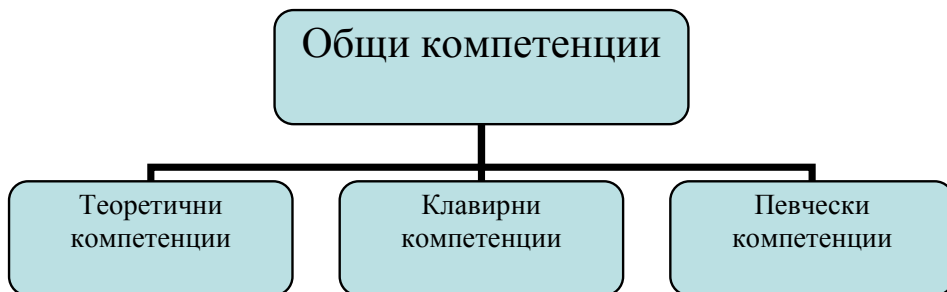 Общи компетенции
Теоретични
компетенции
Клавирни
компетенции
Певчески
компетенции